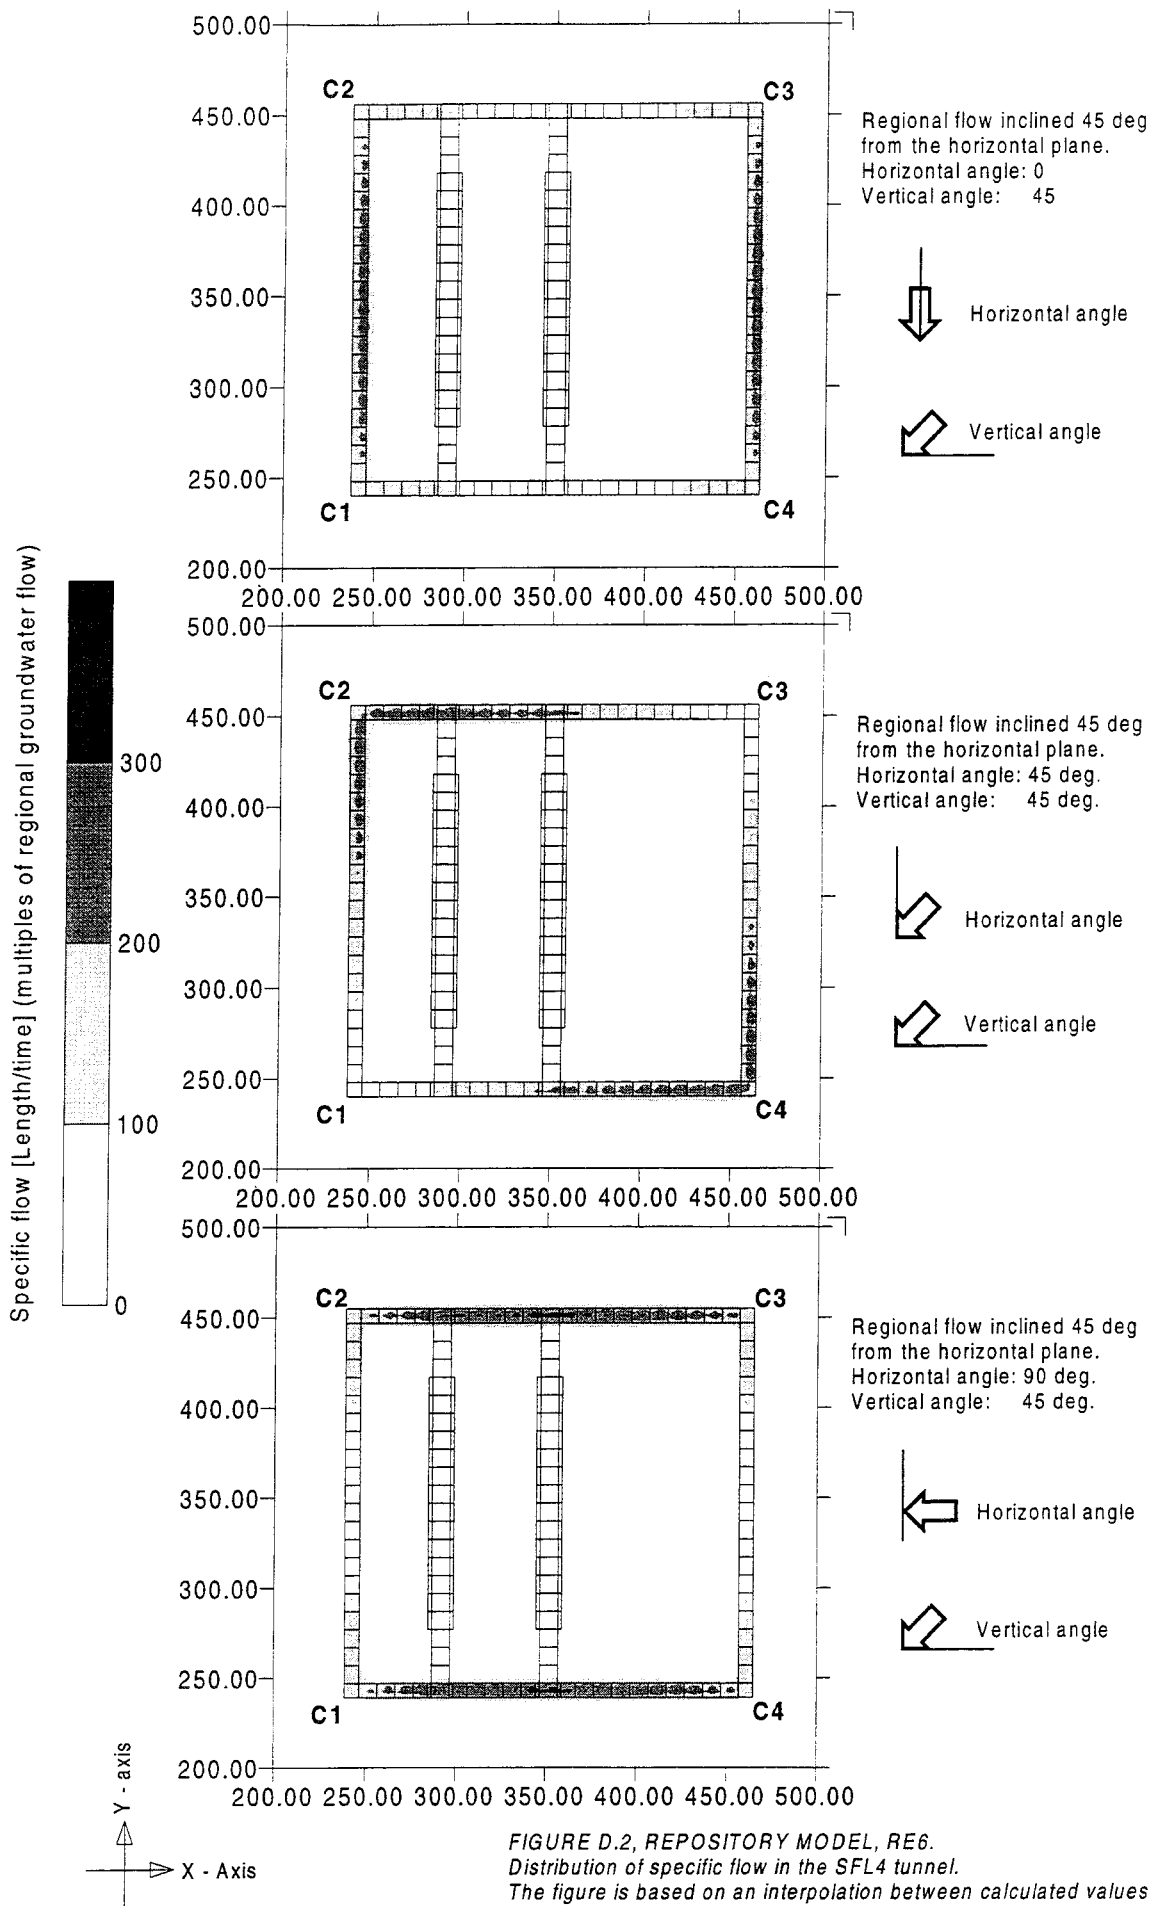 500.00
450.00
400.00
350.00
300.00
250.00
200.00
C2
C3
C1
C4
200.00 250.00 300.00 350.00 400.00 450.00 500.00
Regional flow inclined 45 deg
from the horizontal plane.
Horizontal angle: 0
Vertical angle: 45
Horizontal angle
Vertical angle
Specific flow [Length/time] (multiples of regional groundwater flow)
300
200
100
0
500.00
450.00
400.00
350.00
300.00
250.00
200.00
C2
C3
C1
C4
200.00 250.00 300.00 350.00 400.00 450.00 500.00
Regional flow inclined 45 deg
from the horizontal plane.
Horizontal angle: 45 deg.
Vertical angle: 45 deg.
Horizontal angle
Vertical angle
500.00
450.00
400.00
350.00
300.00
250.00
200.00
C2
C3
C1
C4
200.00 250.00 300.00 350.00 400.00 450.00 500.00
Regional flow inclined 45 deg
from the horizontal plane.
Horizontal angle: 90 deg.
Vertical angle: 45 deg.
Horizontal angle
Vertical angle
Y - axis
X - Axis
FIGURE D.2, REPOSITORY MODEL, RE6.
Distribution of specific flow in the SFL4 tunnel.
The figure is based on an interpolation between calculated values